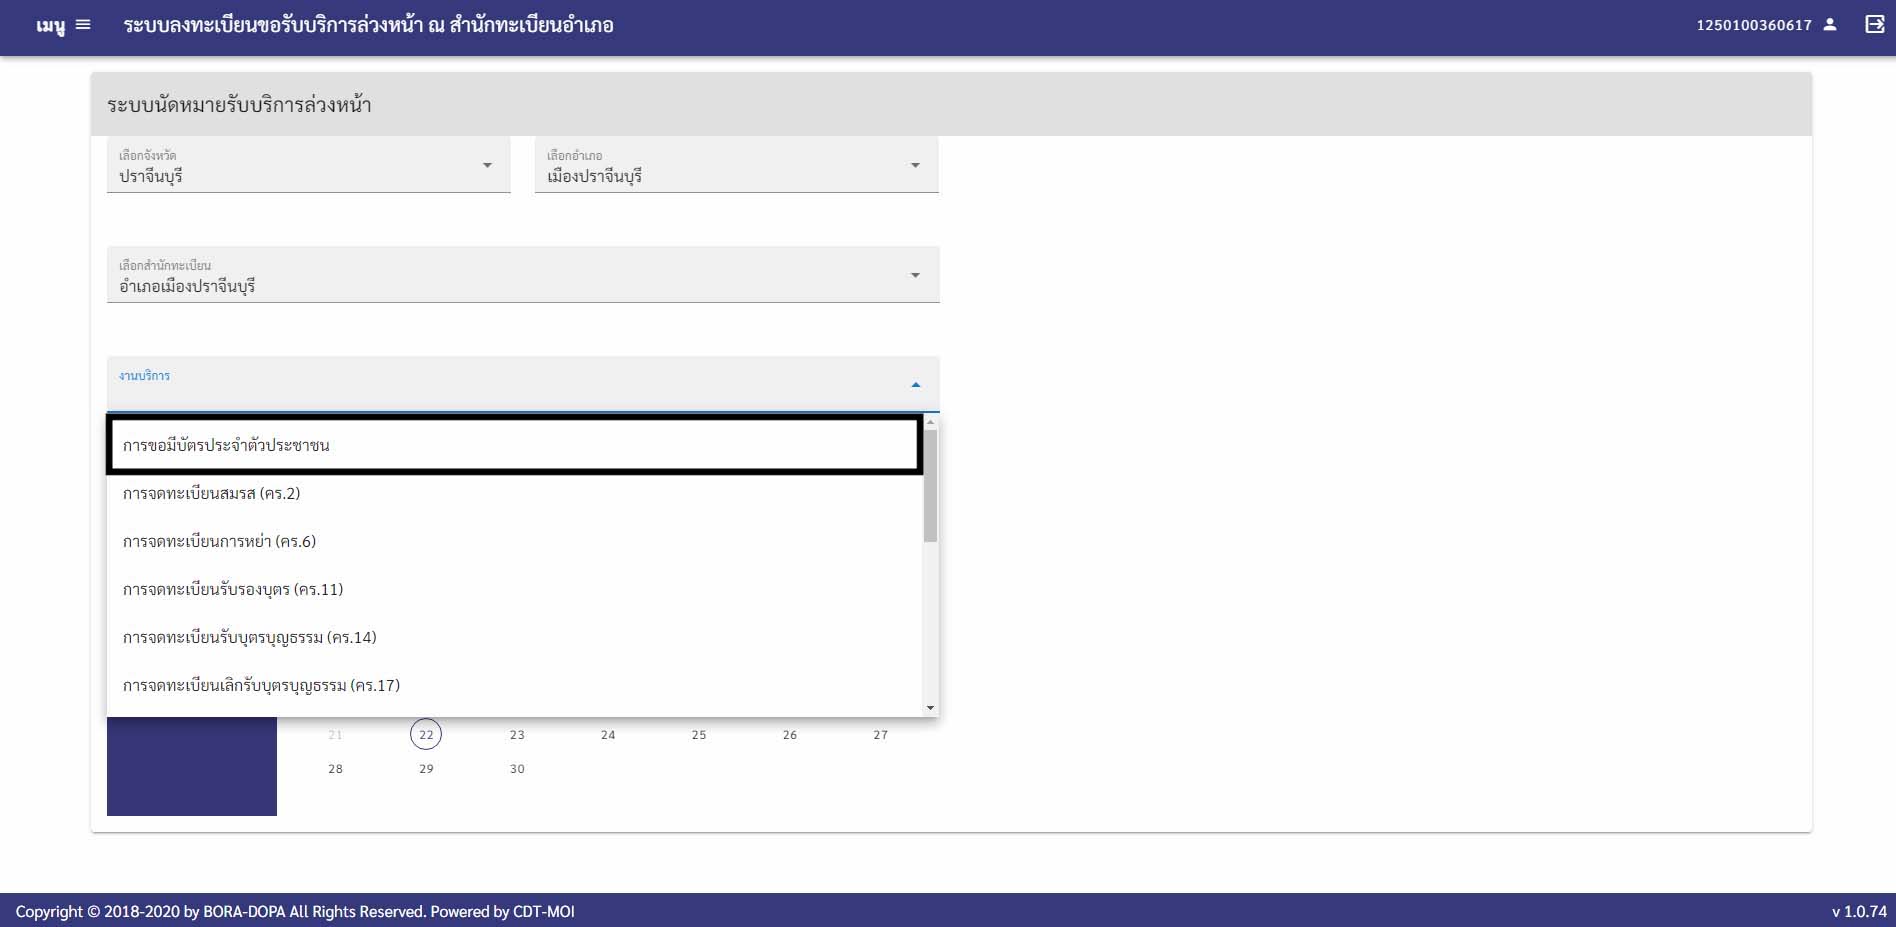 เมนู ระบบลงทะเบียนขอรับบริการล่วงหน้า ณ สำนักทะเบียนอำเภอ 1250100360617
ระบบนัดหมายรับบริการล่วงหน้า
เลือกจังหวัด เลือกอำเภอ
ปราจีนบุรี เมืองปราจีนบุรี
เลือกสำนักทะเบียน
อำเภอเมืองปราจีนบุรี
งานบริการ
การขอมีบัตรประจำตัวประชาชน
การจดทะเบียนสมรส (คร.2)
การจดทะเบียนการหย่า (คร.6)
การจดทะเบียนรับรองบุตร (คร.11)
การจดทะเบียนรับบุตรบุญธรรม (คร.14)
การจดทะเบียนเลิกรับบุตรบุญธรรม (คร.17)
21 22 23 24 25 26 27
28 29 30
Copyright © 2018-2020 by BORA-DOPA All Rights Reserved. Powered by CDT-MOI v 1.0.74